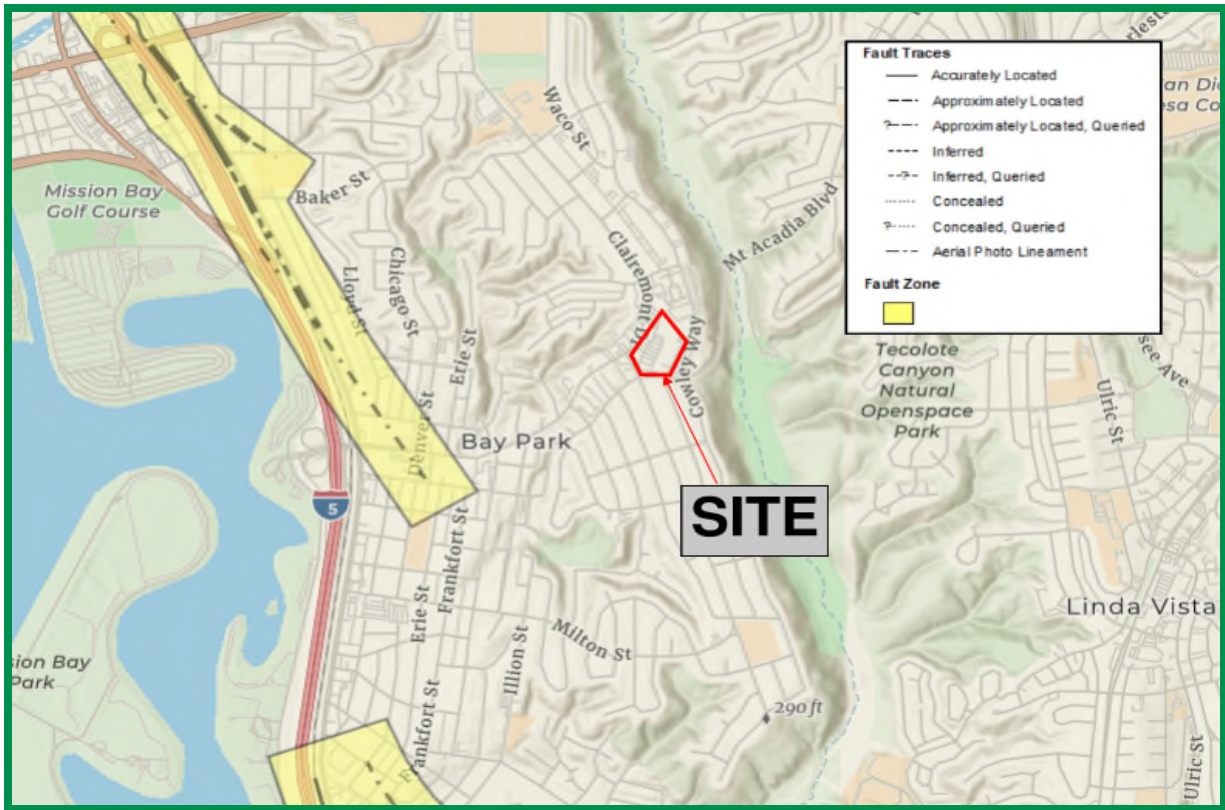 Fault Traces
Accurately Located
Approximately Located
?
Approximately Located, Queried
Inferred
?
Inferred, Queried
Concealed
?
Concealed, Queried
Aerial Photo Lineament
Fault Zone
Waco St
Mission Bay
Golf Course
Baker St
Mt Acadia Blvd
Clairemont Dr
Chicago St
Lloyd St
Erie St
Cowley Way
Tecolote
Canyon
Natural
Openspace
Park
see Ave
Ulric St
Denver St
Bay Park
SITE
5
Frankfort St
Erie St
Linda Vista
Milton St
Illion St
sion Bay
Park
Frankfort St
290 ft
Ulric St